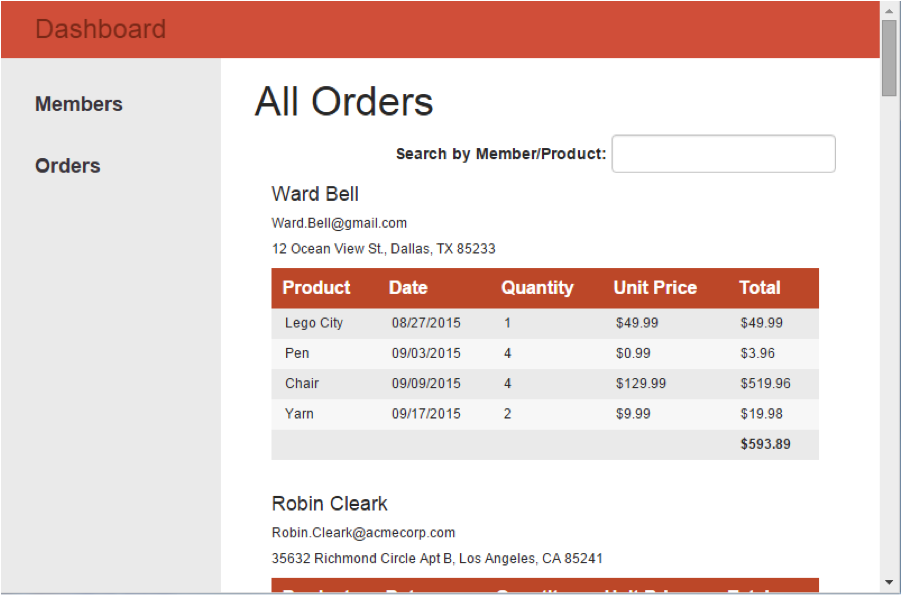 Dashboard
Members
Orders
All Orders
Search by Member/Product:
Ward Bell
Ward.Bell@gmail.com
12 Ocean View St., Dallas, TX 85233
Product Date Quantity Unit Price Total
Lego City 08/27/2015 1 $49.99 $49.99
Pen 09/03/2015 4 $0.99 $3.96
Chair 09/09/2015 4 $129.99 $519.96
Yarn 09/17/2015 2 $9.99 $19.98
$593.89
Robin Cleark
Robin.Cleark@acmecorp.com
35632 Richmond Circle Apt B, Los Angeles, CA 85241